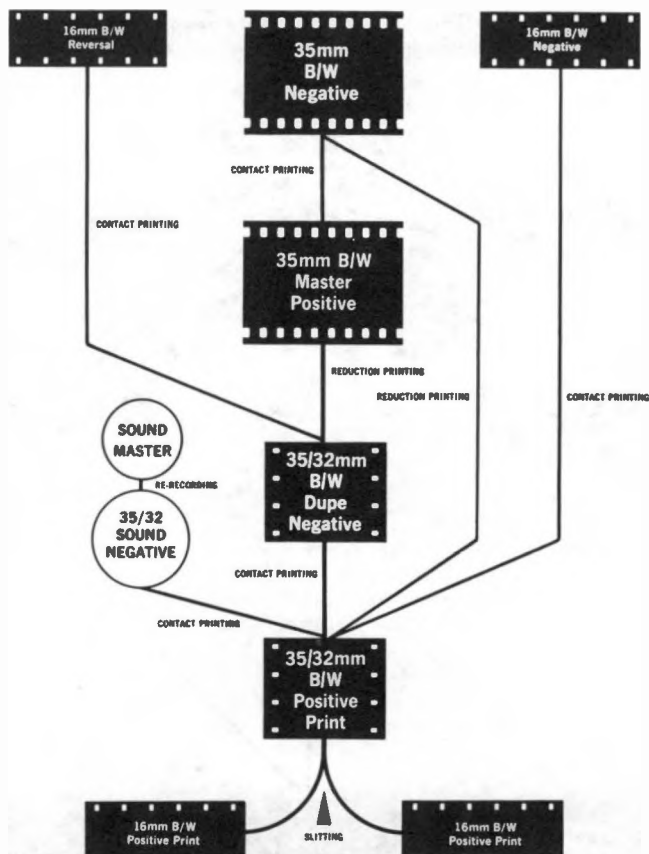 16mm B/W
Reversal
35mm
B/W
Negative
16mm B/W
Negative
CONTACT PRINTING
CONTACT PRINTING
35mm B/W
Master
Positive
REDUCTION PRINTING
REDUCTION PRINTING
CONTACT PRINTING
SOUND
MASTER
RE-RECORDING
35/32
SOUND
NEGATIVE
35/32mm
B/W
Dupe
Negative
CONTACT PRINTING
CONTACT PRINTING
35/32mm
B/W
Positive
Print
16mm B/W
Positive Print
SLITTING
16mm B/W
Positive Print